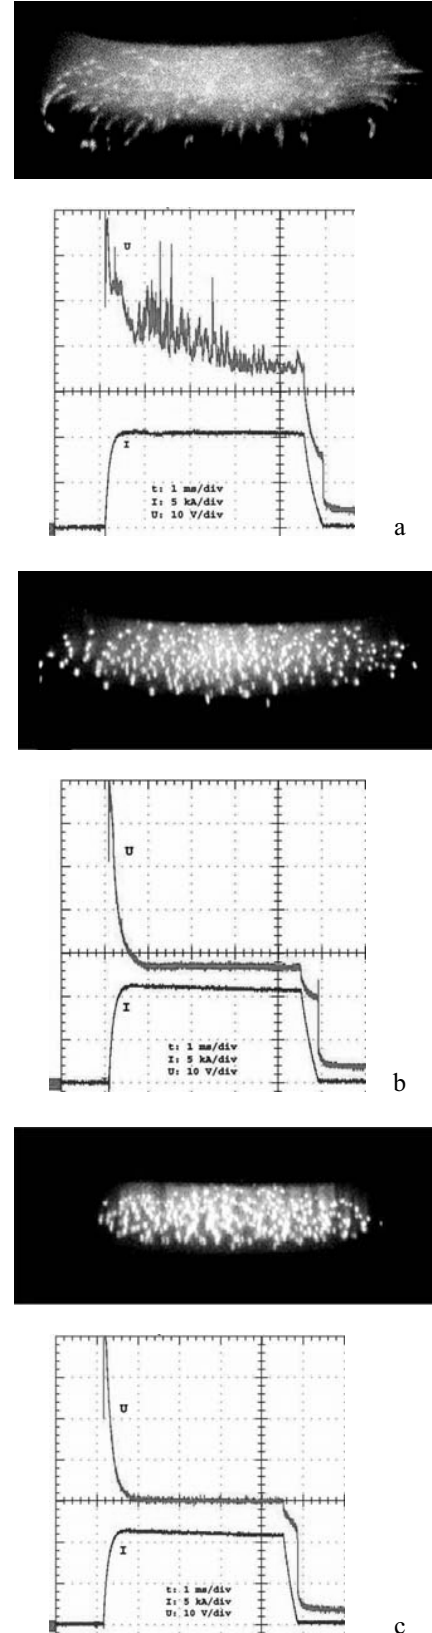 U
I
t: 1 ms/div
I: 5 kA/div
U: 10 V/div
a
U
I
t: 1 ms/div
I: 5 kA/div
U: 10 V/div
b
U
I
t: 1 ms/div
I: 5 kA/div
U: 10 V/div
c